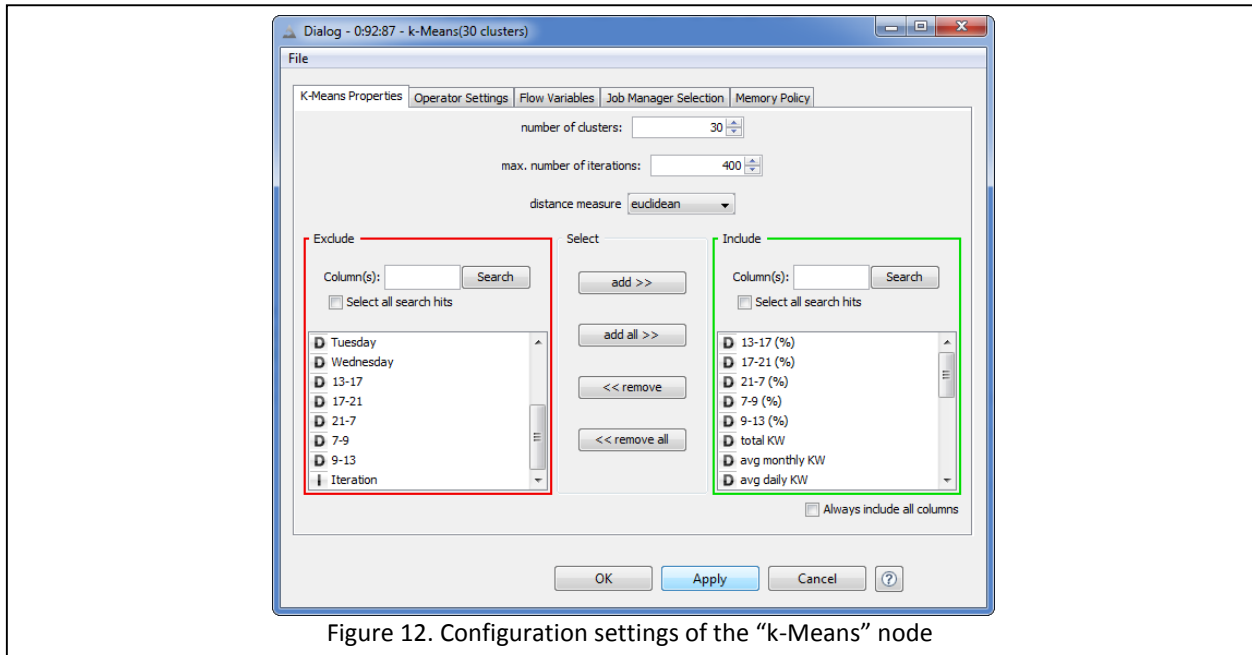 Dialog - 0:92:87 - k-Means(30 clusters)
File
K-Means Properties Operator Settings Flow Variables Job Manager Selection Memory Policy
number of clusters: 30
max. number of iterations: 400
distance measure euclidean
Exclude
Column(s): Search
Select all search hits
D Tuesday
D Wednesday
D 13-17
D 17-21
D 21-7
D 7-9
D 9-13
I Iteration
Select
add >>
add all >>
<< remove
<< remove all
Include
Column(s): Search
Select all search hits
D 13-17 (%)
D 17-21 (%)
D 21-7 (%)
D 7-9 (%)
D 9-13 (%)
D total KW
D avg monthly KW
D avg daily KW
Always include all columns
OK Apply Cancel ?
Figure 12. Configuration settings of the “k-Means” node